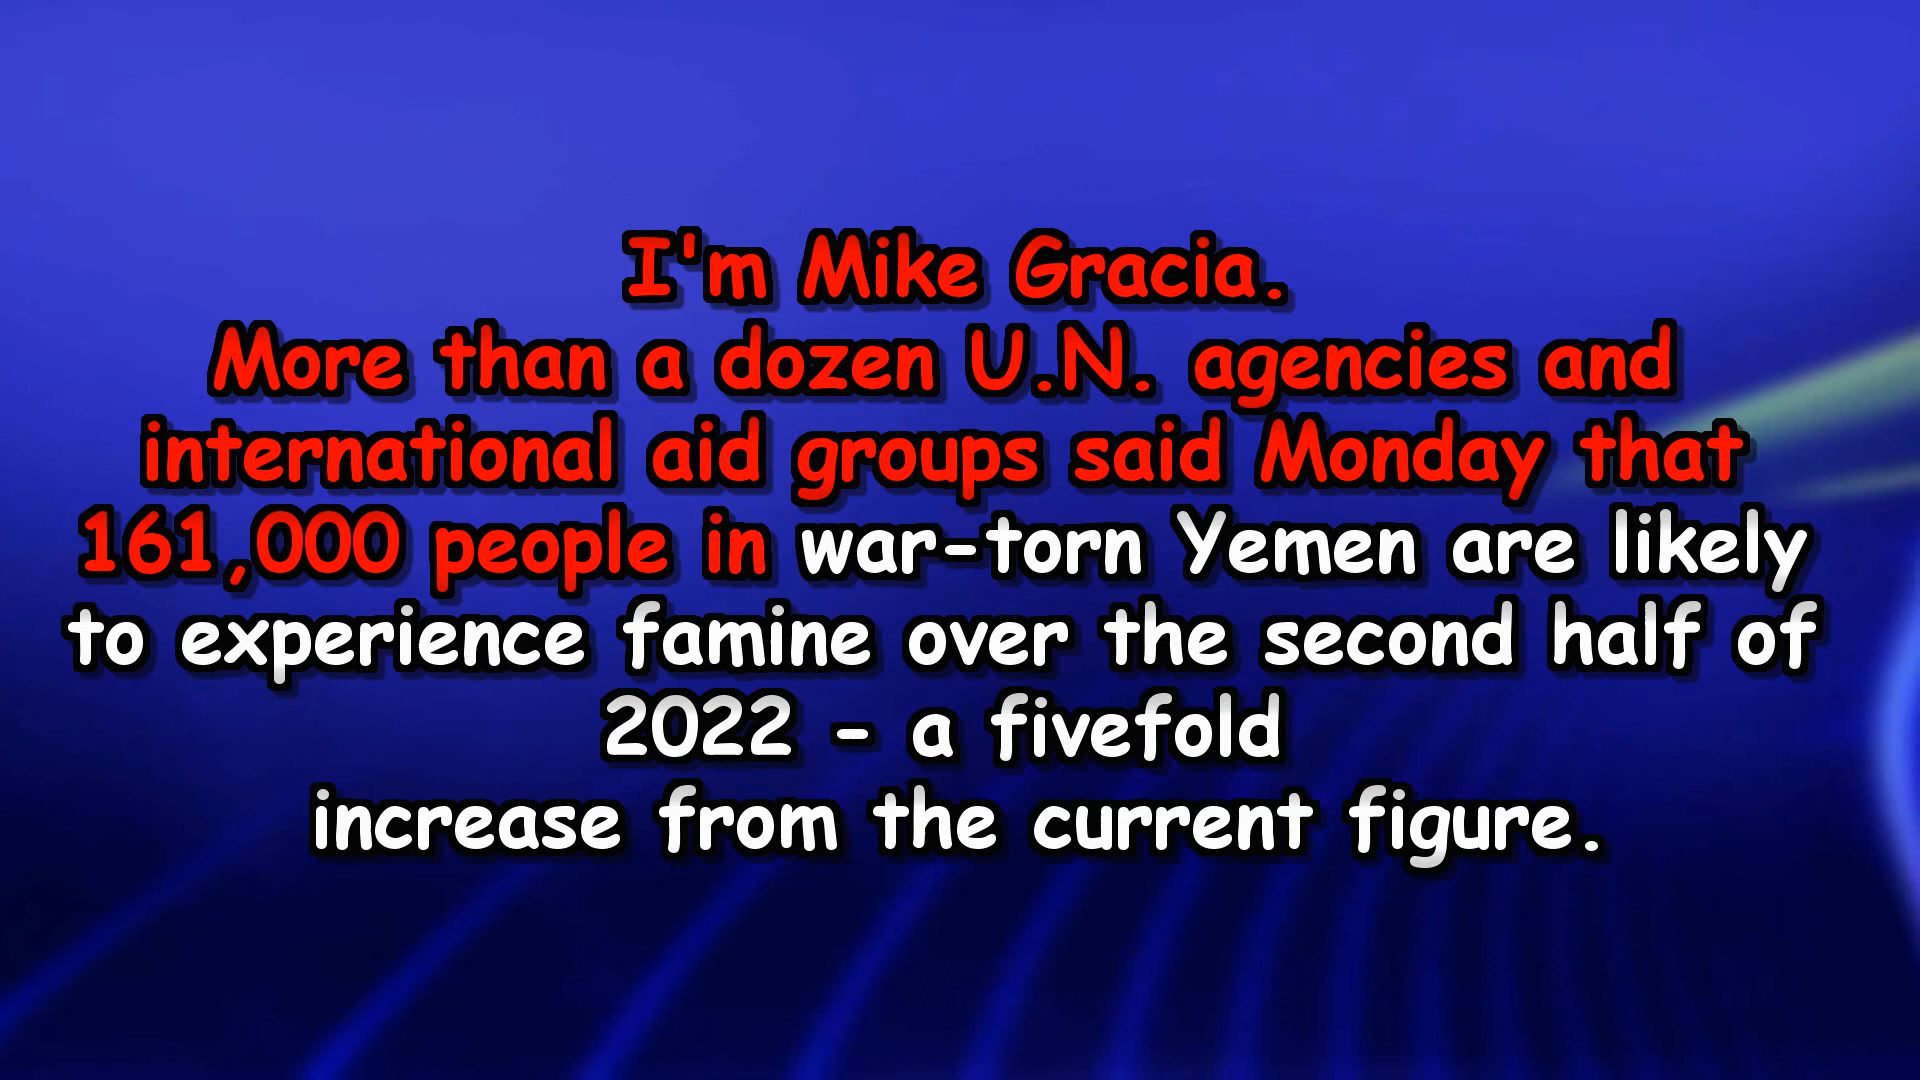 I'm Mike Gracia.
More than a dozen U.N. agencies and
international aid groups said Monday that
161,000 people in war-torn Yemen are likely
to experience famine over the second half of
2022 - a fivefold
increase from the current figure.